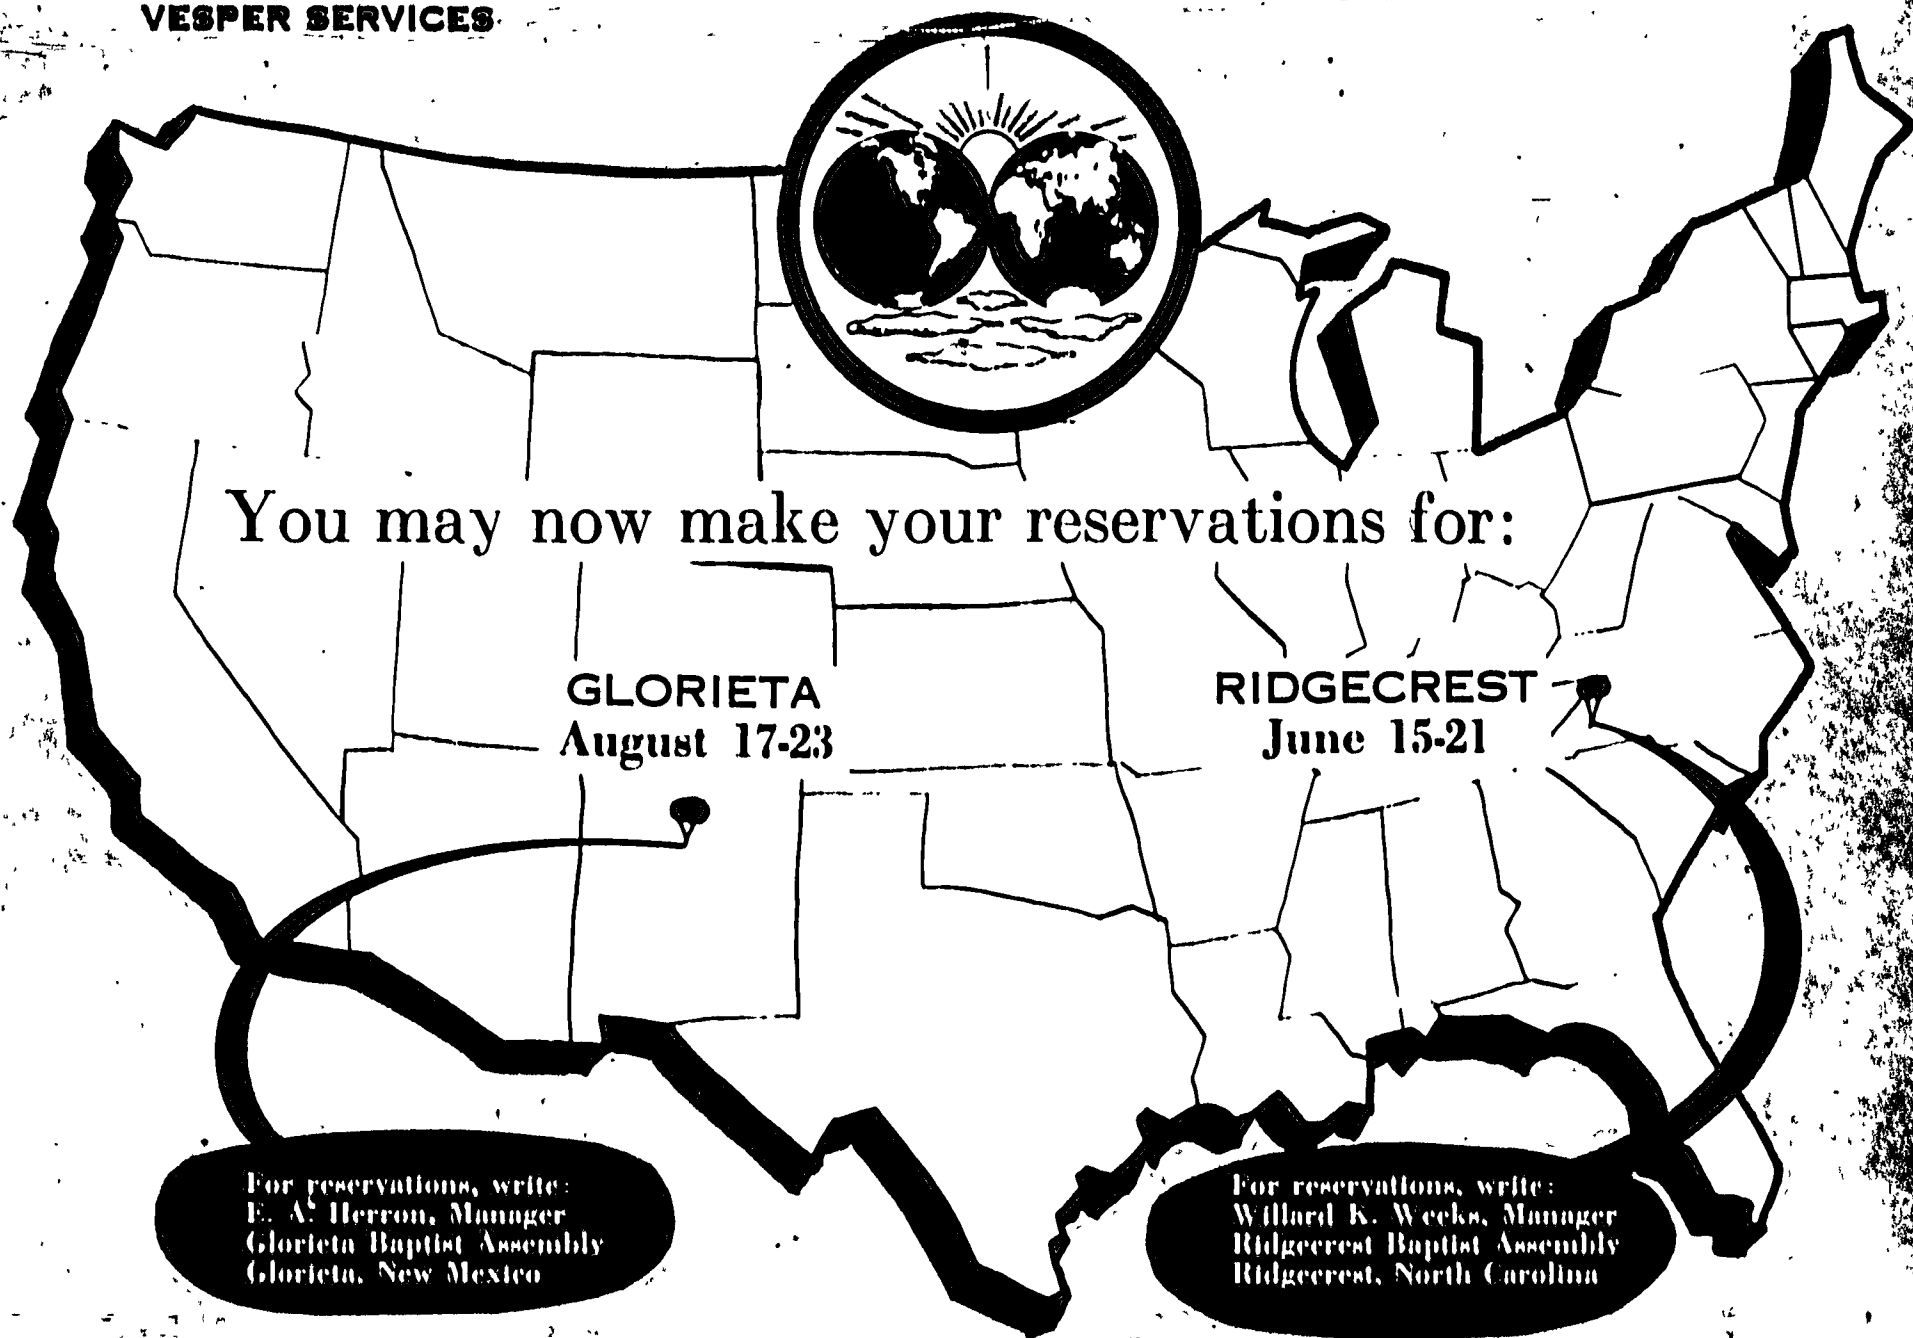 VESPER SERVICES
You may now make your reservations for:
GLORIETA
August 17-23
RIDGECREST
June 15-21
For reservations, write:
E. A. Herron, Manager
Glorieta Baptist Assembly
Glorieta, New Mexico
For reservations, write:
Willard K. Weeks, Manager
Ridgecrest Baptist Assembly
Ridgecrest, North Carolina